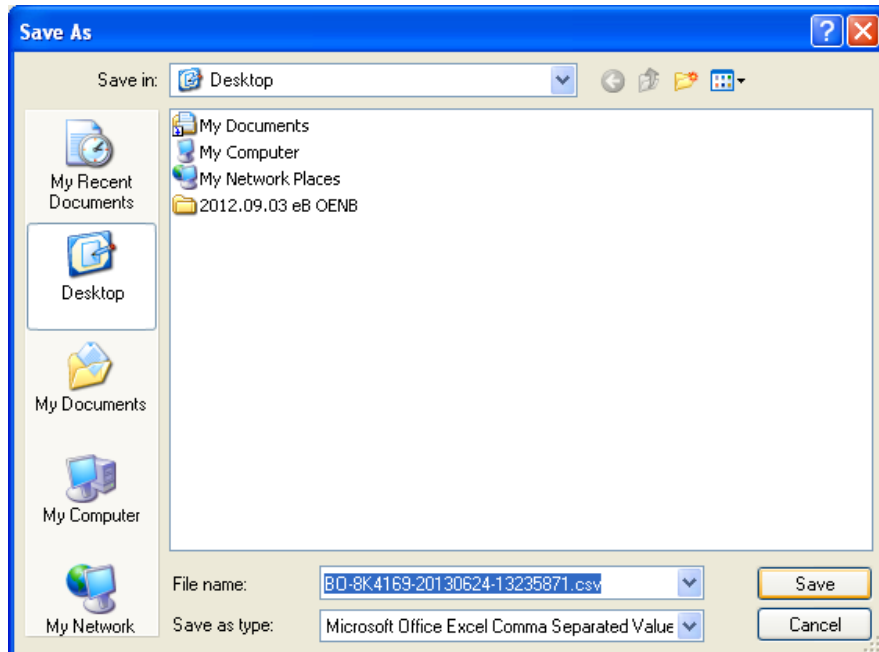 Save As
Save in:
Desktop
My Recent
Documents
Desktop
My Documents
My Computer
My Network
My Documents
My Computer
My Network Places
2012.09.03 eB OENB
File name:
BO-8K4169-20130624-13235871.csv
Save
Save as type:
Microsoft Office Excel Comma Separated Value
Cancel